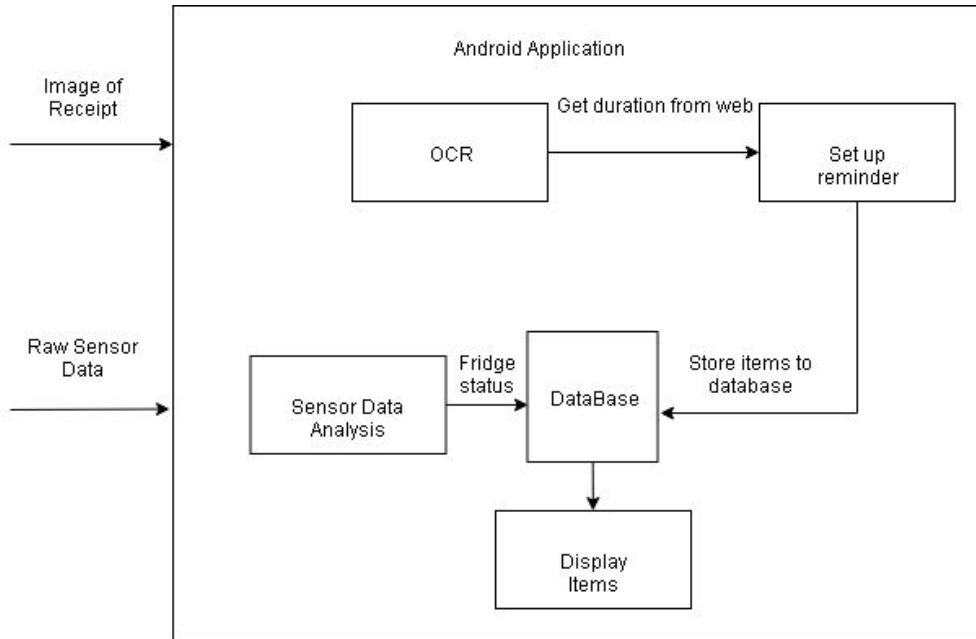 Android Application
Image of
Receipt
Get duration from web
OCR
Set up
reminder
Raw Sensor
Data
Fridge
status
Store items to
database
DataBase
Sensor Data
Analysis
Display
Items